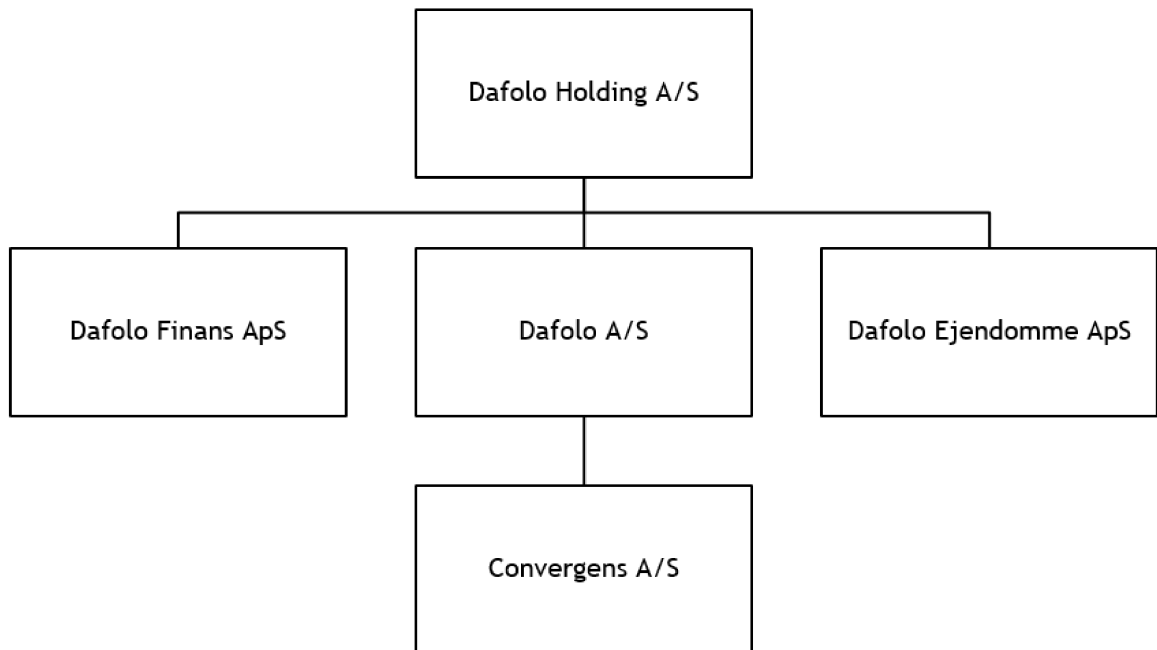 Dafolo Holding A/S
Dafolo Finans ApS
Dafolo A/S
Dafolo Ejendomme ApS
Convergens A/S